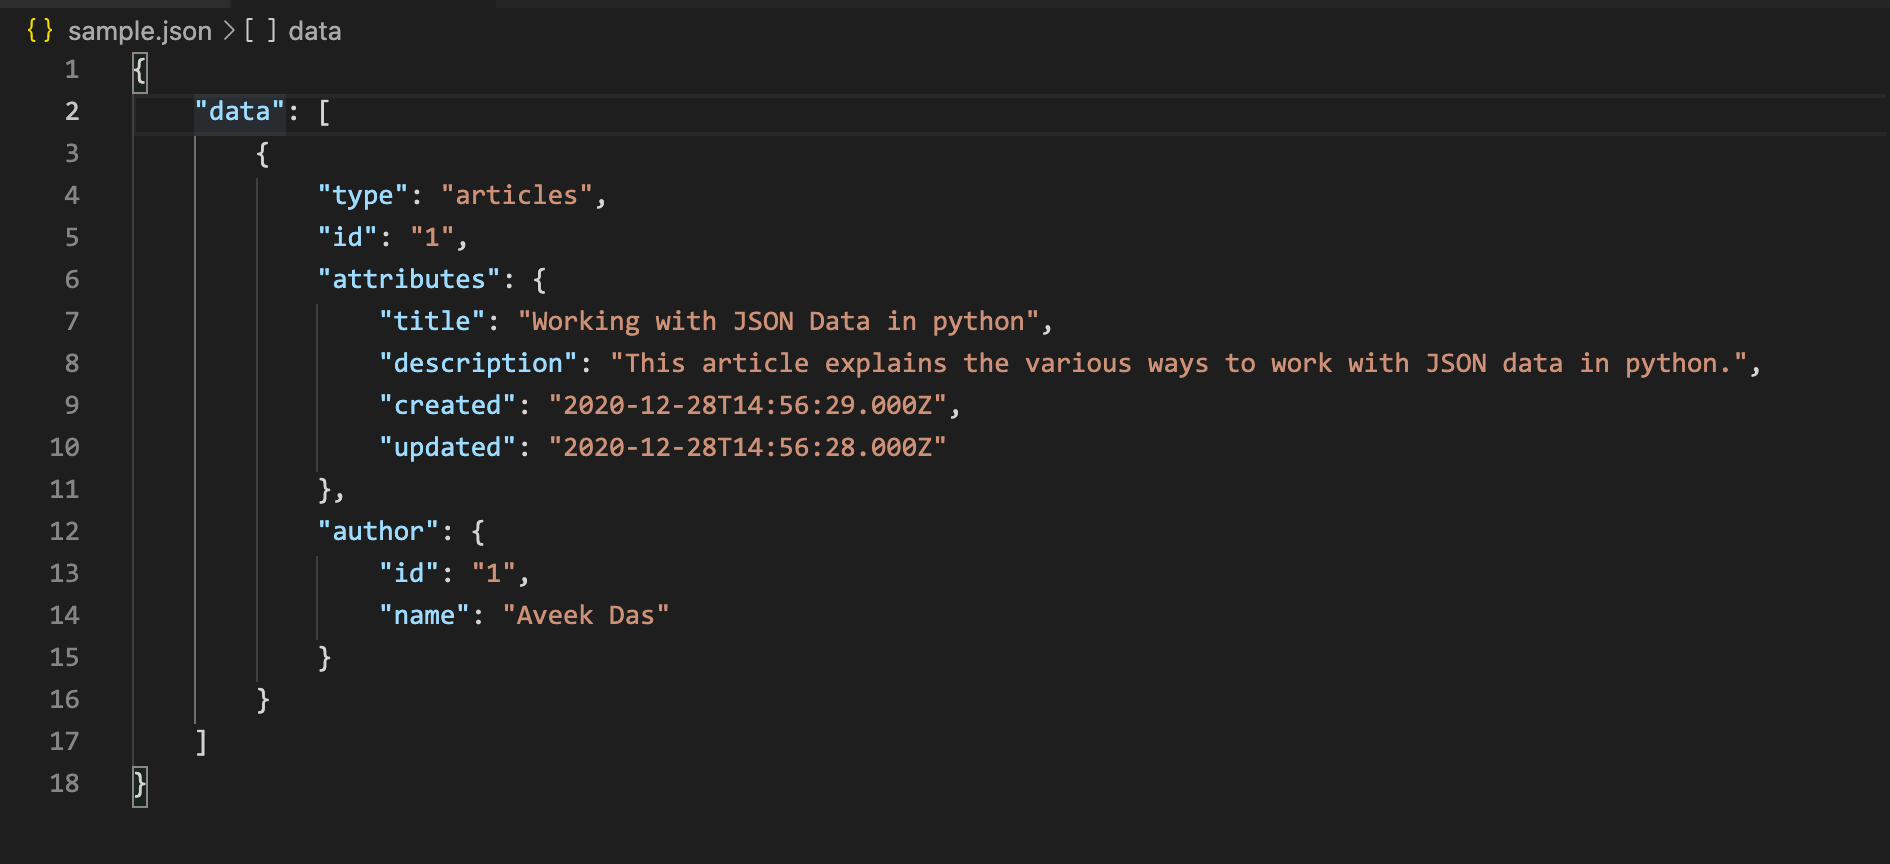 {} sample.json > [ ] data
1 {
2     "data": [
3         {
4             "type": "articles",
5             "id": "1",
6             "attributes": {
7                 "title": "Working with JSON Data in python",
8                 "description": "This article explains the various ways to work with JSON data in python.",
9                 "created": "2020-12-28T14:56:29.000Z",
10                 "updated": "2020-12-28T14:56:28.000Z"
11             },
12             "author": {
13                 "id": "1",
14                 "name": "Aveek Das"
15             }
16         }
17     ]
18 }